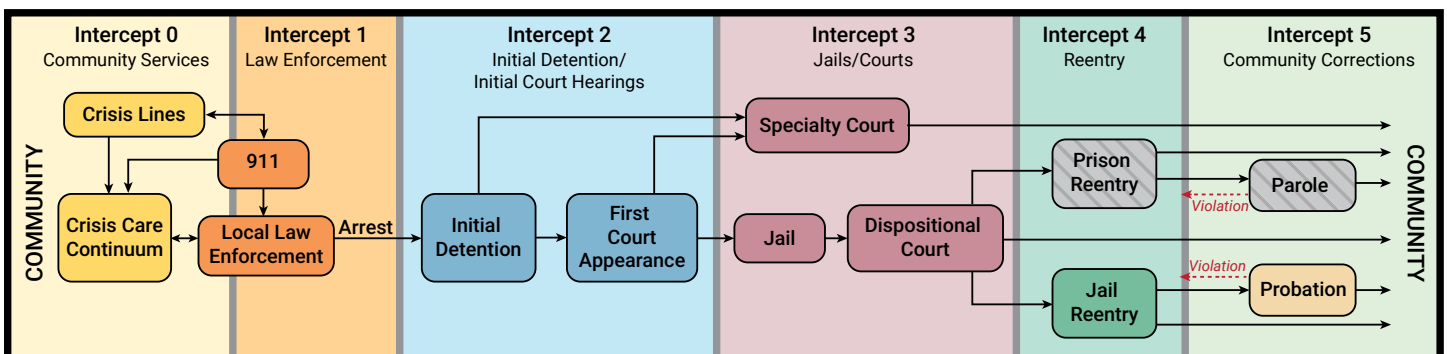 Intercept 0
Community Services
Intercept 1
Law Enforcement
Intercept 2
Initial Detention/
Initial Court Hearings
Intercept 3
Jails/Courts
Intercept 4
Reentry
Intercept 5
Community Corrections
COMMUNITY
Crisis Lines
911
Crisis Care
Continuum
Local Law
Enforcement
Arrest
Initial
Detention
First
Court
Appearance
Specialty Court
Jail
Dispositional
Court
Prison
Reentry
Jail
Reentry
Violation
Parole
Violation
Probation
COMMUNITY